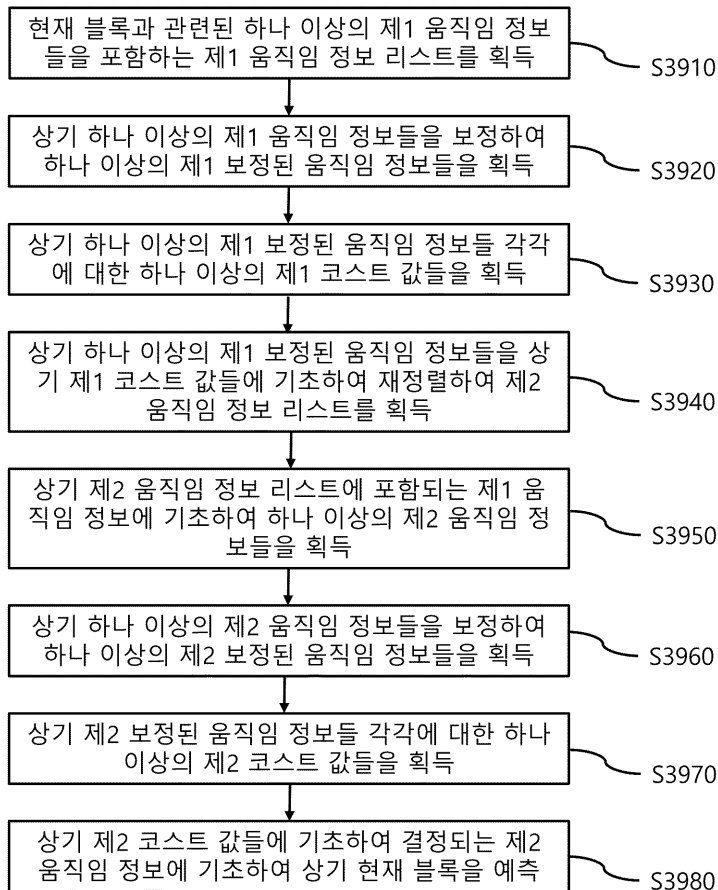 현재 블록과 관련된 하나 이상의 제1 움직임 정보
들을 포함하는 제1 움직임 정보 리스트를 획득
S3910
상기 하나 이상의 제1 움직임 정보들을 보정하여
하나 이상의 제1 보정된 움직임 정보들을 획득
S3920
상기 하나 이상의 제1 보정된 움직임 정보들 각각
에 대한 하나 이상의 제1 코스트 값들을 획득
S3930
상기 하나 이상의 제1 보정된 움직임 정보들을 상
기 제1 코스트 값들에 기초하여 재정렬하여 제2
움직임 정보 리스트를 획득
S3940
상기 제2 움직임 정보 리스트에 포함되는 제1 움
직임 정보에 기초하여 하나 이상의 제2 움직임 정
보들을 획득
S3950
상기 하나 이상의 제2 움직임 정보들을 보정하여
하나 이상의 제2 보정된 움직임 정보들을 획득
S3960
상기 제2 보정된 움직임 정보들 각각에 대한 하나
이상의 제2 코스트 값들을 획득
S3970
상기 제2 코스트 값들에 기초하여 결정되는 제2
움직임 정보에 기초하여 상기 현재 블록을 예측
S3980